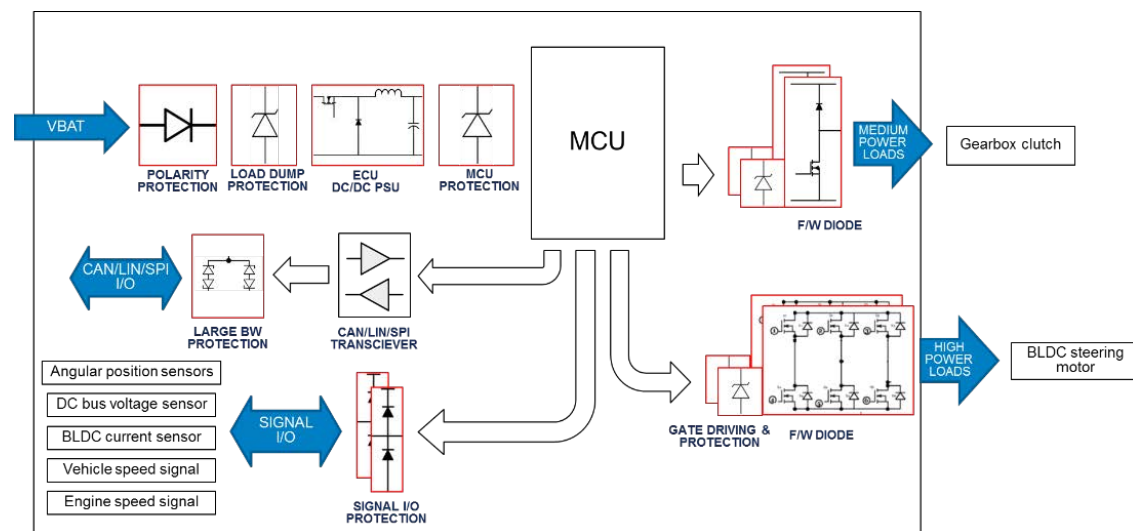 VBAT
POLARITY
PROTECTION
LOAD DUMP
PROTECTION
ECU
DC/DC PSU
MCU
PROTECTION
MCU
MEDIUM
POWER
LOADS
Gearbox clutch
F/W DIODE
CAN/LIN/SPI
I/O
LARGE BW
PROTECTION
CAN/LIN/SPI
TRANSCIEVER
HIGH
POWER
LOADS
BLDC steering
motor
GATE DRIVING &
PROTECTION
F/W DIODE
Angular position sensors
DC bus voltage sensor
BLDC current sensor
Vehicle speed signal
Engine speed signal
SIGNAL
I/O
SIGNAL I/O
PROTECTION